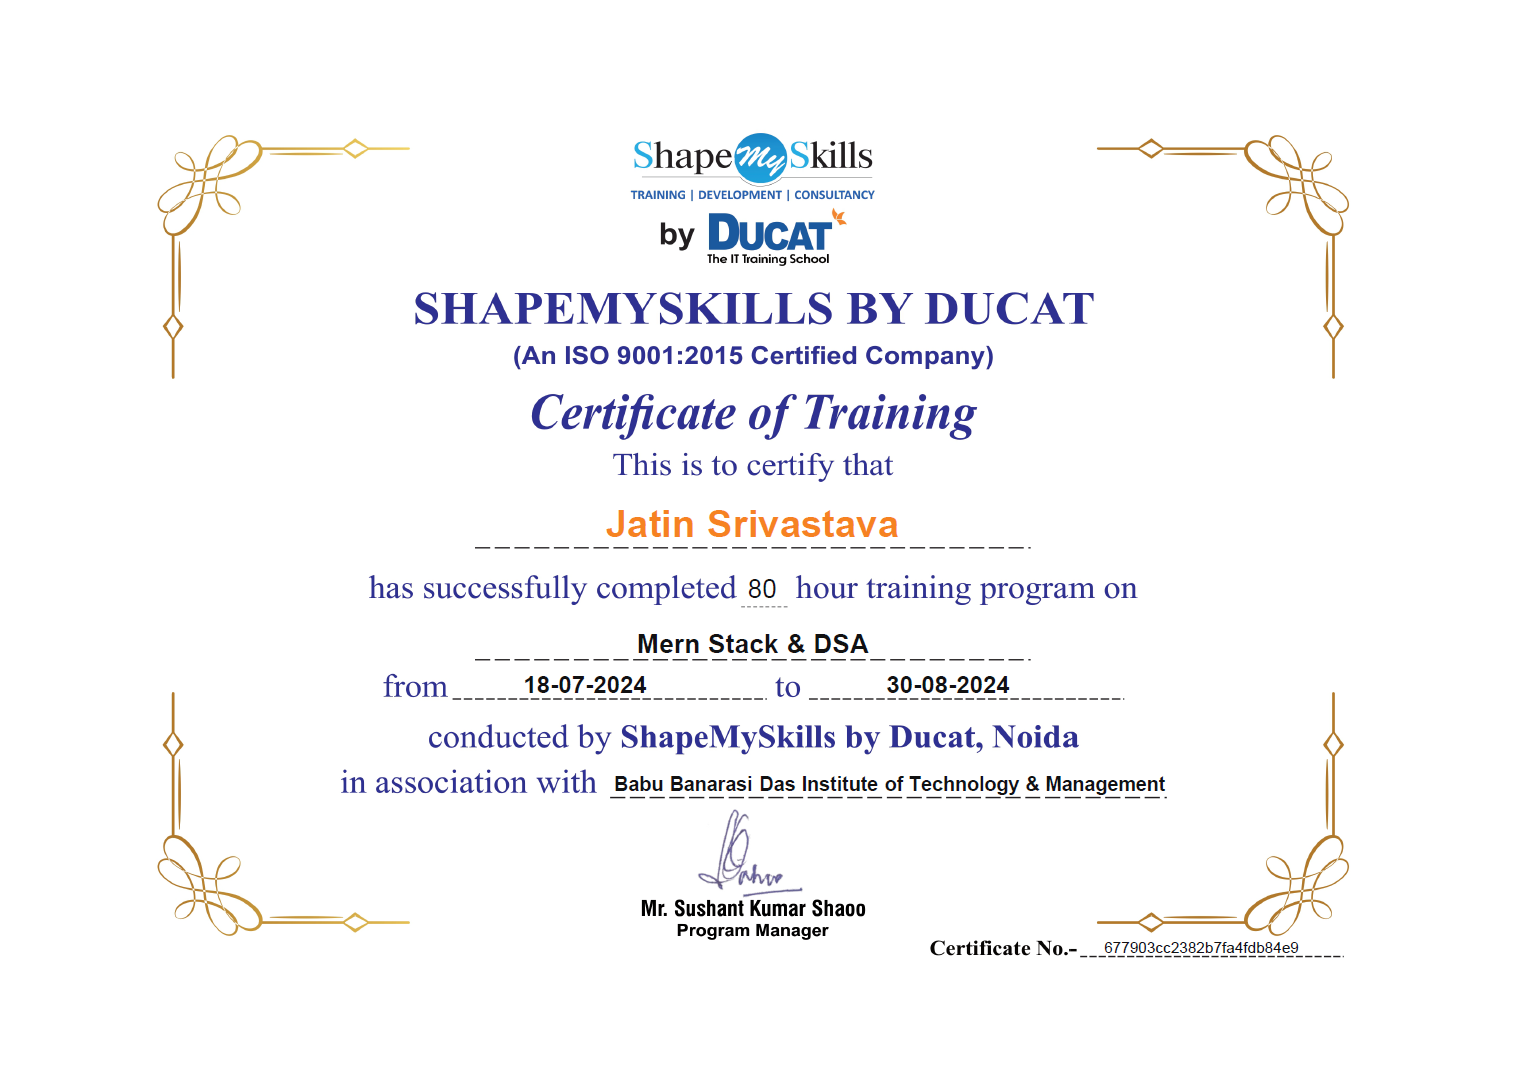 ShapeMySkills
TRAINING | DEVELOPMENT | CONSULTANCY
by DUCAT
The IT Training School
SHAPEMYSKILLS BY DUCAT
(An ISO 9001:2015 Certified Company)
Certificate of Training
This is to certify that
Jatin Srivastava
has successfully completed 80 hour training program on
Mern Stack & DSA
from 18-07-2024 to 30-08-2024
conducted by ShapeMySkills by Ducat, Noida
in association with Babu Banarasi Das Institute of Technology & Management
Sahoo
Mr. Sushant Kumar Shaoo
Program Manager
Certificate No.- 677903cc2382b7fa4fdb84e9